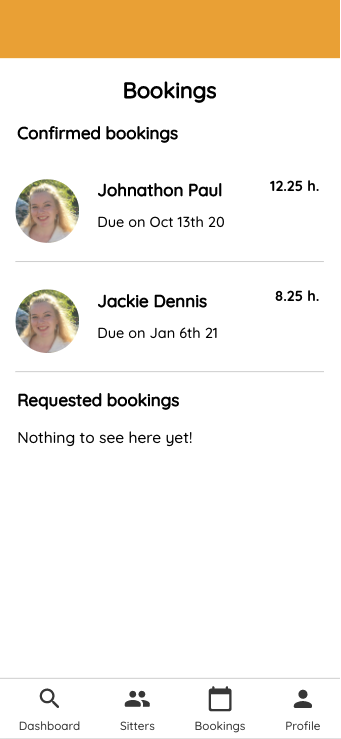 Bookings
Confirmed bookings
Johnathon Paul
12.25 h.
Due on Oct 13th 20
Jackie Dennis
8.25 h.
Due on Jan 6th 21
Requested bookings
Nothing to see here yet!
Dashboard
Sitters
Bookings
Profile